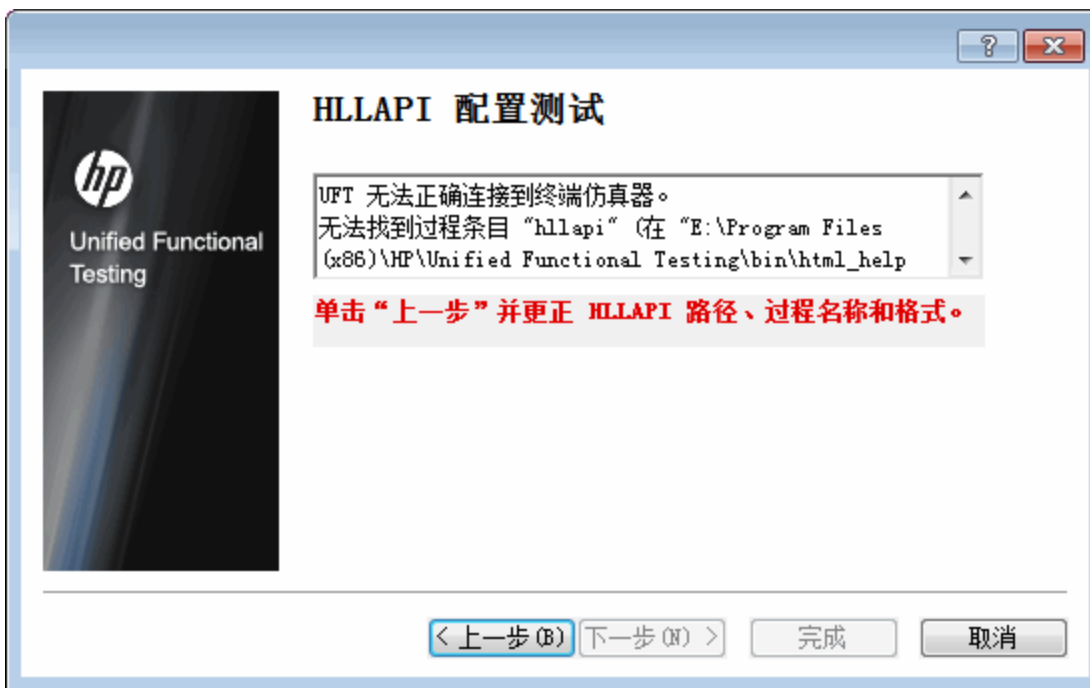 ?
HLLAPI 配置测试
hp
Unified Functional
Testing
UFT 无法正确连接到终端仿真器。
无法找到过程条目 “hllapi“ (在 “E:\Program Files
(x86)\HP\Unified Functional Testing\bin\html_help
单击“上一步”并更正 HLLAPI 路径、过程名称和格式。
< 上一步(B)
下一步(N) >
完成
取消